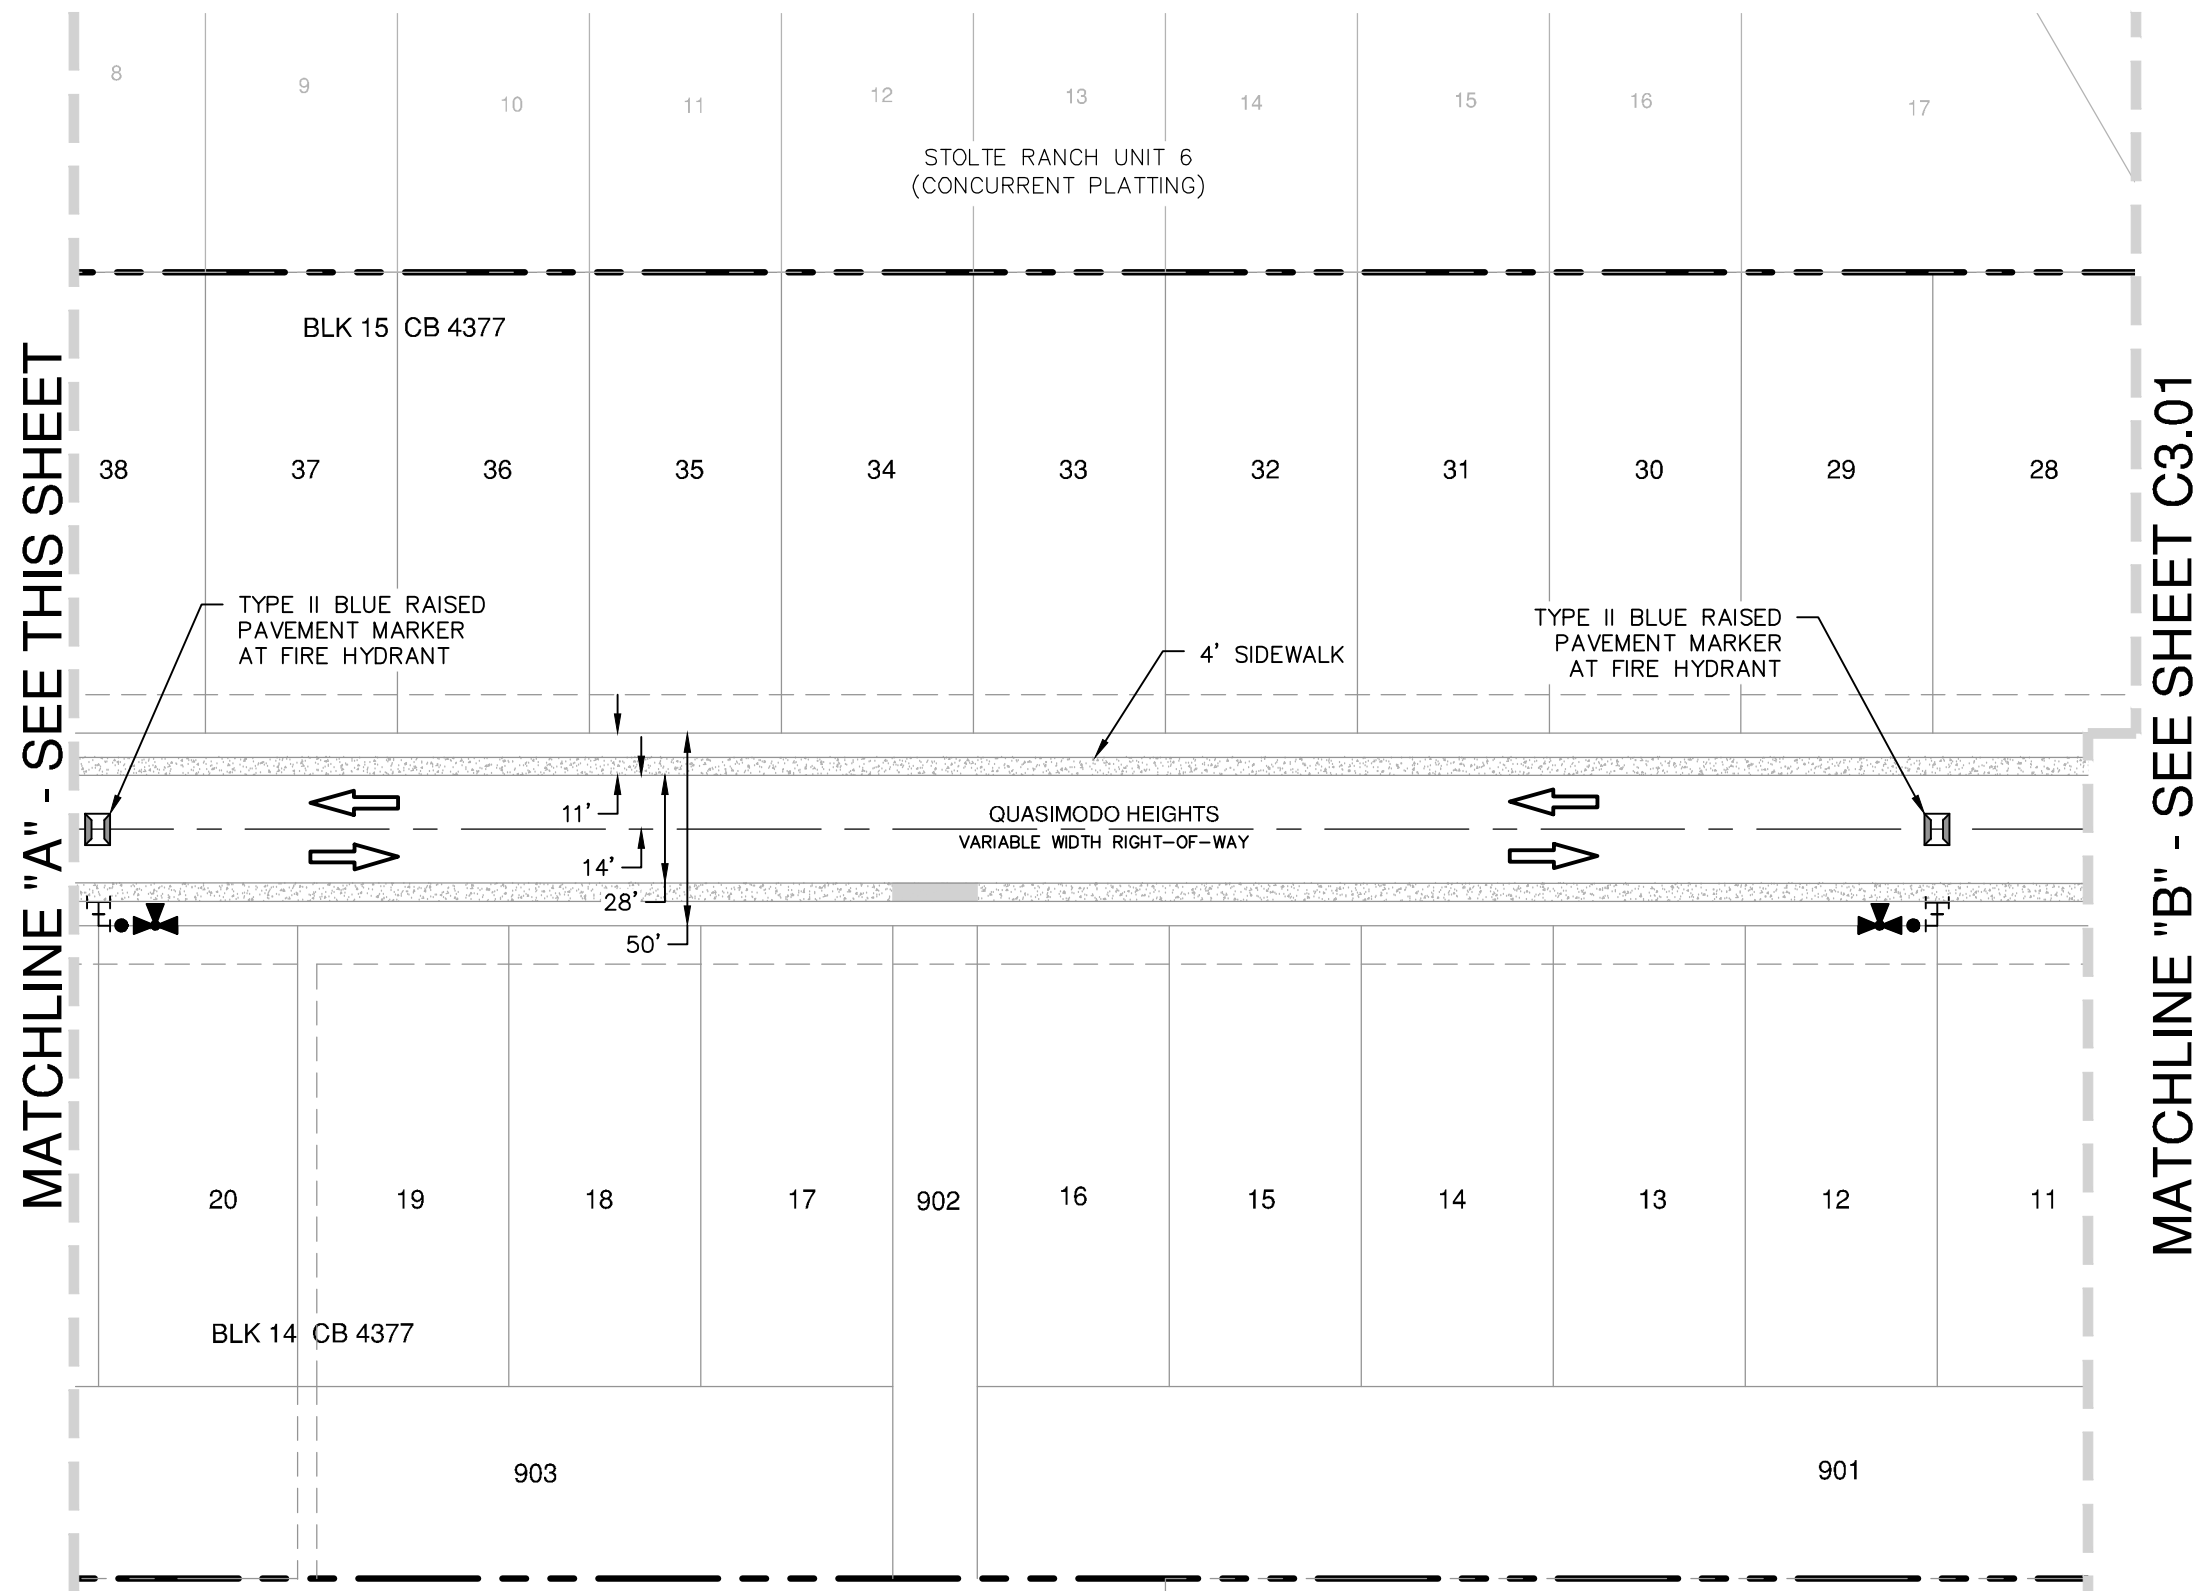 8
9
10
11
12
13
14
15
16
17
STOLTE RANCH UNIT 6
(CONCURRENT PLATTING)
BLK 15 CB 4377
MATCHLINE "A" - SEE THIS SHEET
MATCHLINE "B" - SEE SHEET C3.01
38
37
36
35
34
33
32
31
30
29
28
TYPE II BLUE RAISED
PAVEMENT MARKER
AT FIRE HYDRANT
4' SIDEWALK
TYPE II BLUE RAISED
PAVEMENT MARKER
AT FIRE HYDRANT
11'
14'
28'
50'
QUASIMODO HEIGHTS
VARIABLE WIDTH RIGHT-OF-WAY
20
19
18
17
902
16
15
14
13
12
11
BLK 14 CB 4377
903
901